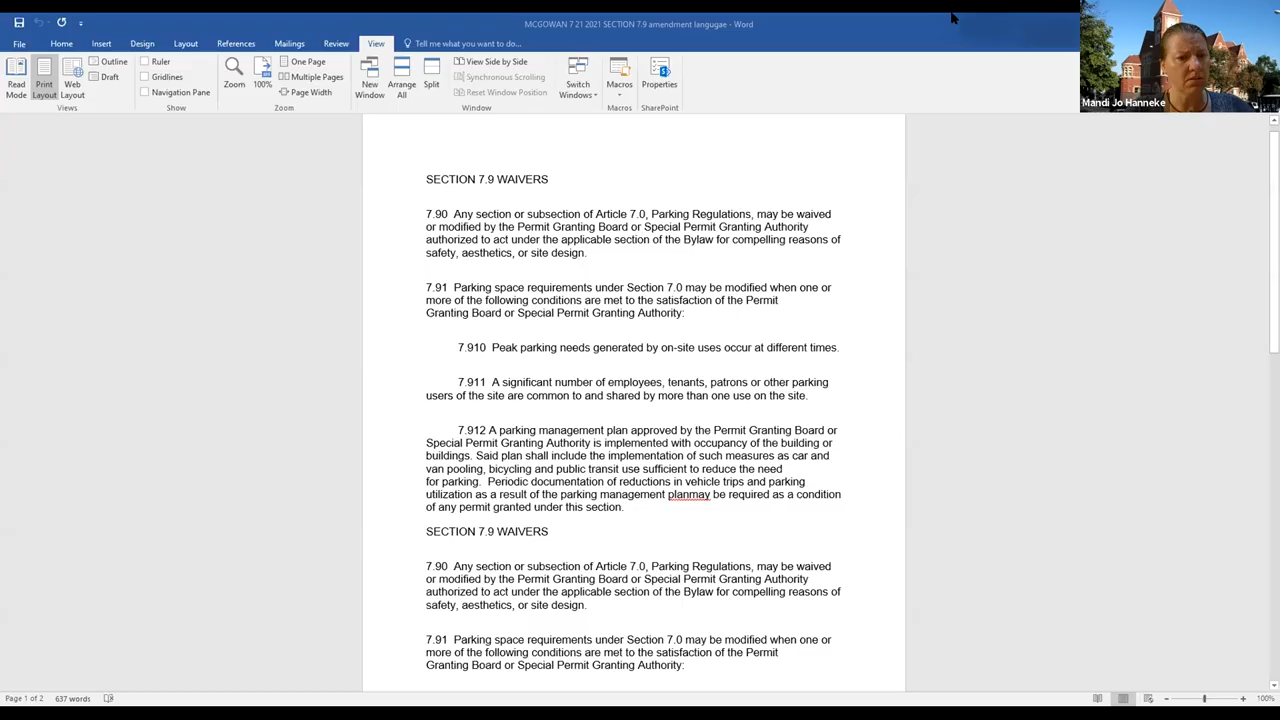 MCGOWAN 7 21 2021 SECTION 7.9 amendment langugae - Word
File Home Insert Design Layout References Mailings Review View Tell me what you want to do...
Read Mode
Print Layout
Web Layout
Outline
Draft
Views
Ruler
Gridlines
Navigation Pane
Show
Zoom
100%
One Page
Multiple Pages
Page Width
Zoom
New Window
Arrange All
Split
View Side by Side
Synchronous Scrolling
Reset Window Position
Window
Switch Windows
Macros
Macros
Properties
SharePoint
Mandi Jo Hanneke
SECTION 7.9 WAIVERS
7.90 Any section or subsection of Article 7.0, Parking Regulations, may be waived
or modified by the Permit Granting Board or Special Permit Granting Authority
authorized to act under the applicable section of the Bylaw for compelling reasons of
safety, aesthetics, or site design.
7.91 Parking space requirements under Section 7.0 may be modified when one or
more of the following conditions are met to the satisfaction of the Permit
Granting Board or Special Permit Granting Authority:
7.910 Peak parking needs generated by on-site uses occur at different times.
7.911 A significant number of employees, tenants, patrons or other parking
users of the site are common to and shared by more than one use on the site.
7.912 A parking management plan approved by the Permit Granting Board or
Special Permit Granting Authority is implemented with occupancy of the building or
buildings. Said plan shall include the implementation of such measures as car and
van pooling, bicycling and public transit use sufficient to reduce the need
for parking. Periodic documentation of reductions in vehicle trips and parking
utilization as a result of the parking management planmay be required as a condition
of any permit granted under this section.
SECTION 7.9 WAIVERS
7.90 Any section or subsection of Article 7.0, Parking Regulations, may be waived
or modified by the Permit Granting Board or Special Permit Granting Authority
authorized to act under the applicable section of the Bylaw for compelling reasons of
safety, aesthetics, or site design.
7.91 Parking space requirements under Section 7.0 may be modified when one or
more of the following conditions are met to the satisfaction of the Permit
Granting Board or Special Permit Granting Authority:
Page 1 of 2 637 words
100%